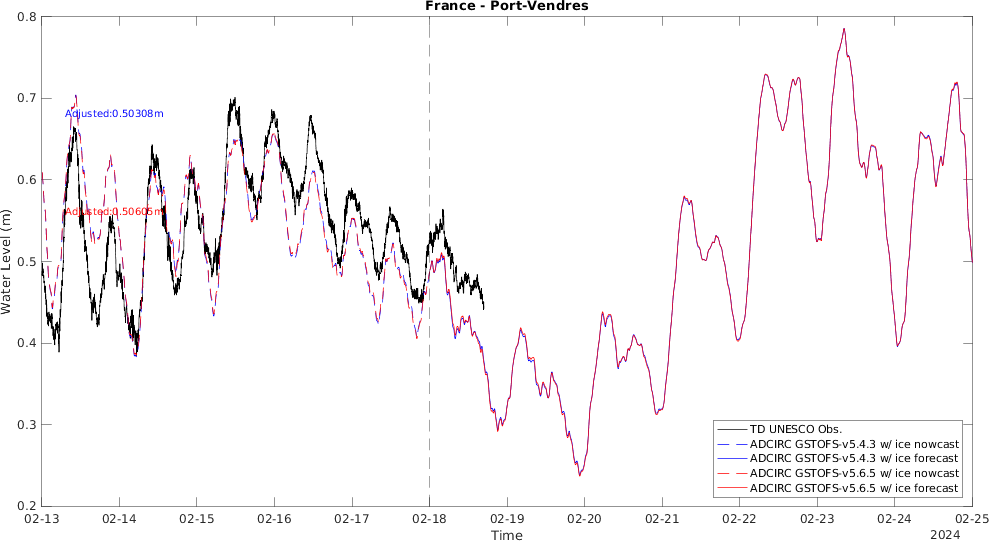 France - Port-Vendres
0.8
0.7
0.6
0.5
0.4
0.3
0.2
Water Level (m)
Adjusted:0.50308m
Adjusted:0.50605m
TD UNESCO Obs.
ADCIRC GSTOFS-v5.4.3 w/ ice nowcast
ADCIRC GSTOFS-v5.4.3 w/ ice forecast
ADCIRC GSTOFS-v5.6.5 w/ ice nowcast
ADCIRC GSTOFS-v5.6.5 w/ ice forecast
02-13 02-14 02-15 02-16 02-17 02-18 02-19 02-20 02-21 02-22 02-23 02-24 02-25
Time
2024